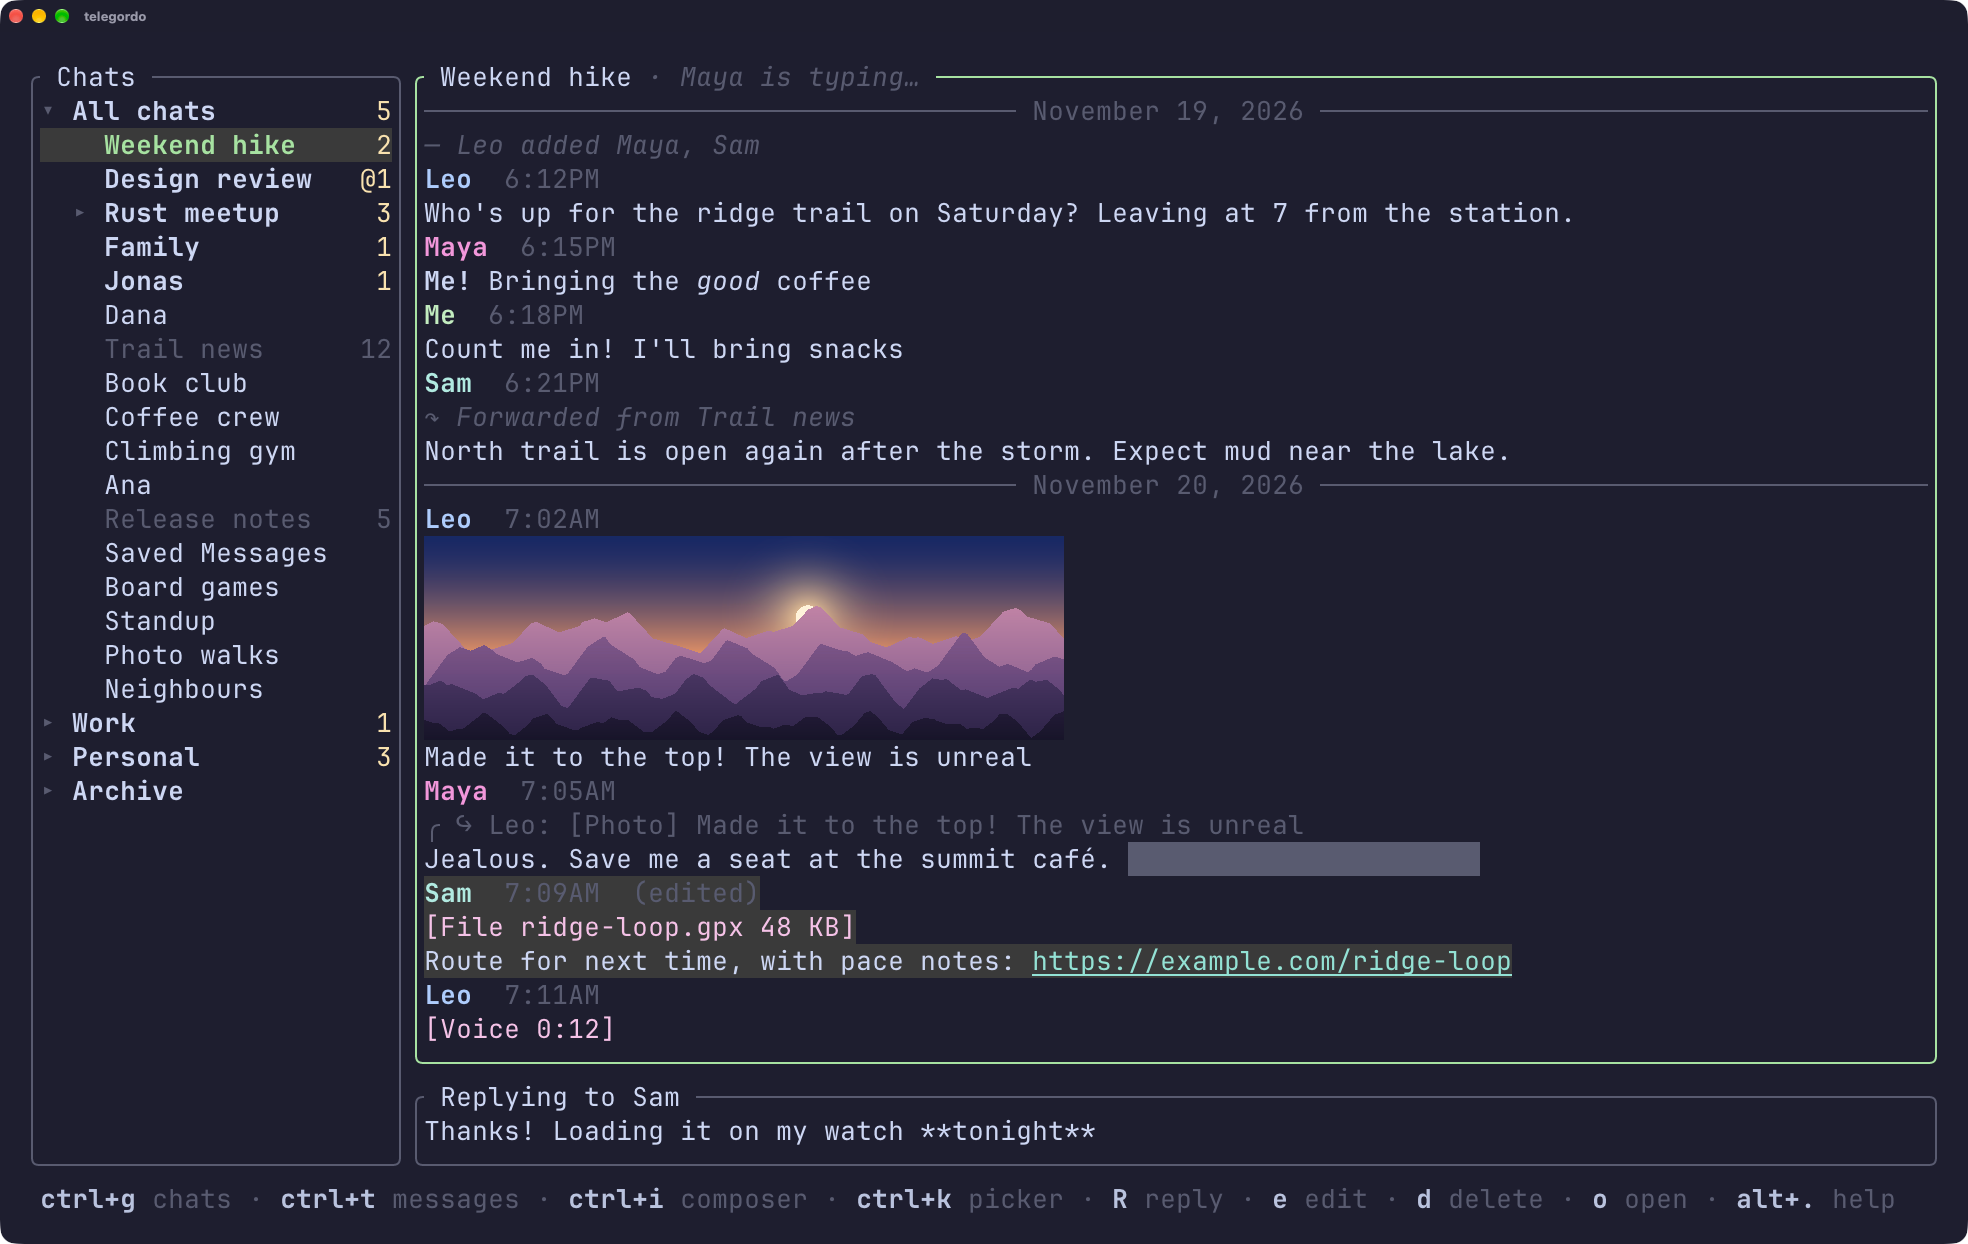 telegordo
Chats
▾ All chats 5
Weekend hike 2
Design review @1
▸ Rust meetup 3
Family 1
Jonas 1
Dana
Trail news 12
Book club
Coffee crew
Climbing gym
Ana
Release notes 5
Saved Messages
Board games
Standup
Photo walks
Neighbours
▸ Work 1
▸ Personal 3
▸ Archive
Weekend hike · Maya is typing…
November 19, 2026
— Leo added Maya, Sam
Leo 6:12PM
Who's up for the ridge trail on Saturday? Leaving at 7 from the station.
Maya 6:15PM
Me! Bringing the good coffee
Me 6:18PM
Count me in! I'll bring snacks
Sam 6:21PM
↷ Forwarded from Trail news
North trail is open again after the storm. Expect mud near the lake.
November 20, 2026
Leo 7:02AM
Made it to the top! The view is unreal
Maya 7:05AM
╭ ↪ Leo: [Photo] Made it to the top! The view is unreal
Jealous. Save me a seat at the summit café.
Sam 7:09AM (edited)
[File ridge-loop.gpx 48 KB]
Route for next time, with pace notes: https://example.com/ridge-loop
Leo 7:11AM
[Voice 0:12]
Replying to Sam
Thanks! Loading it on my watch **tonight**
ctrl+g chats · ctrl+t messages · ctrl+i composer · ctrl+k picker · R reply · e edit · d delete · o open · alt+. help